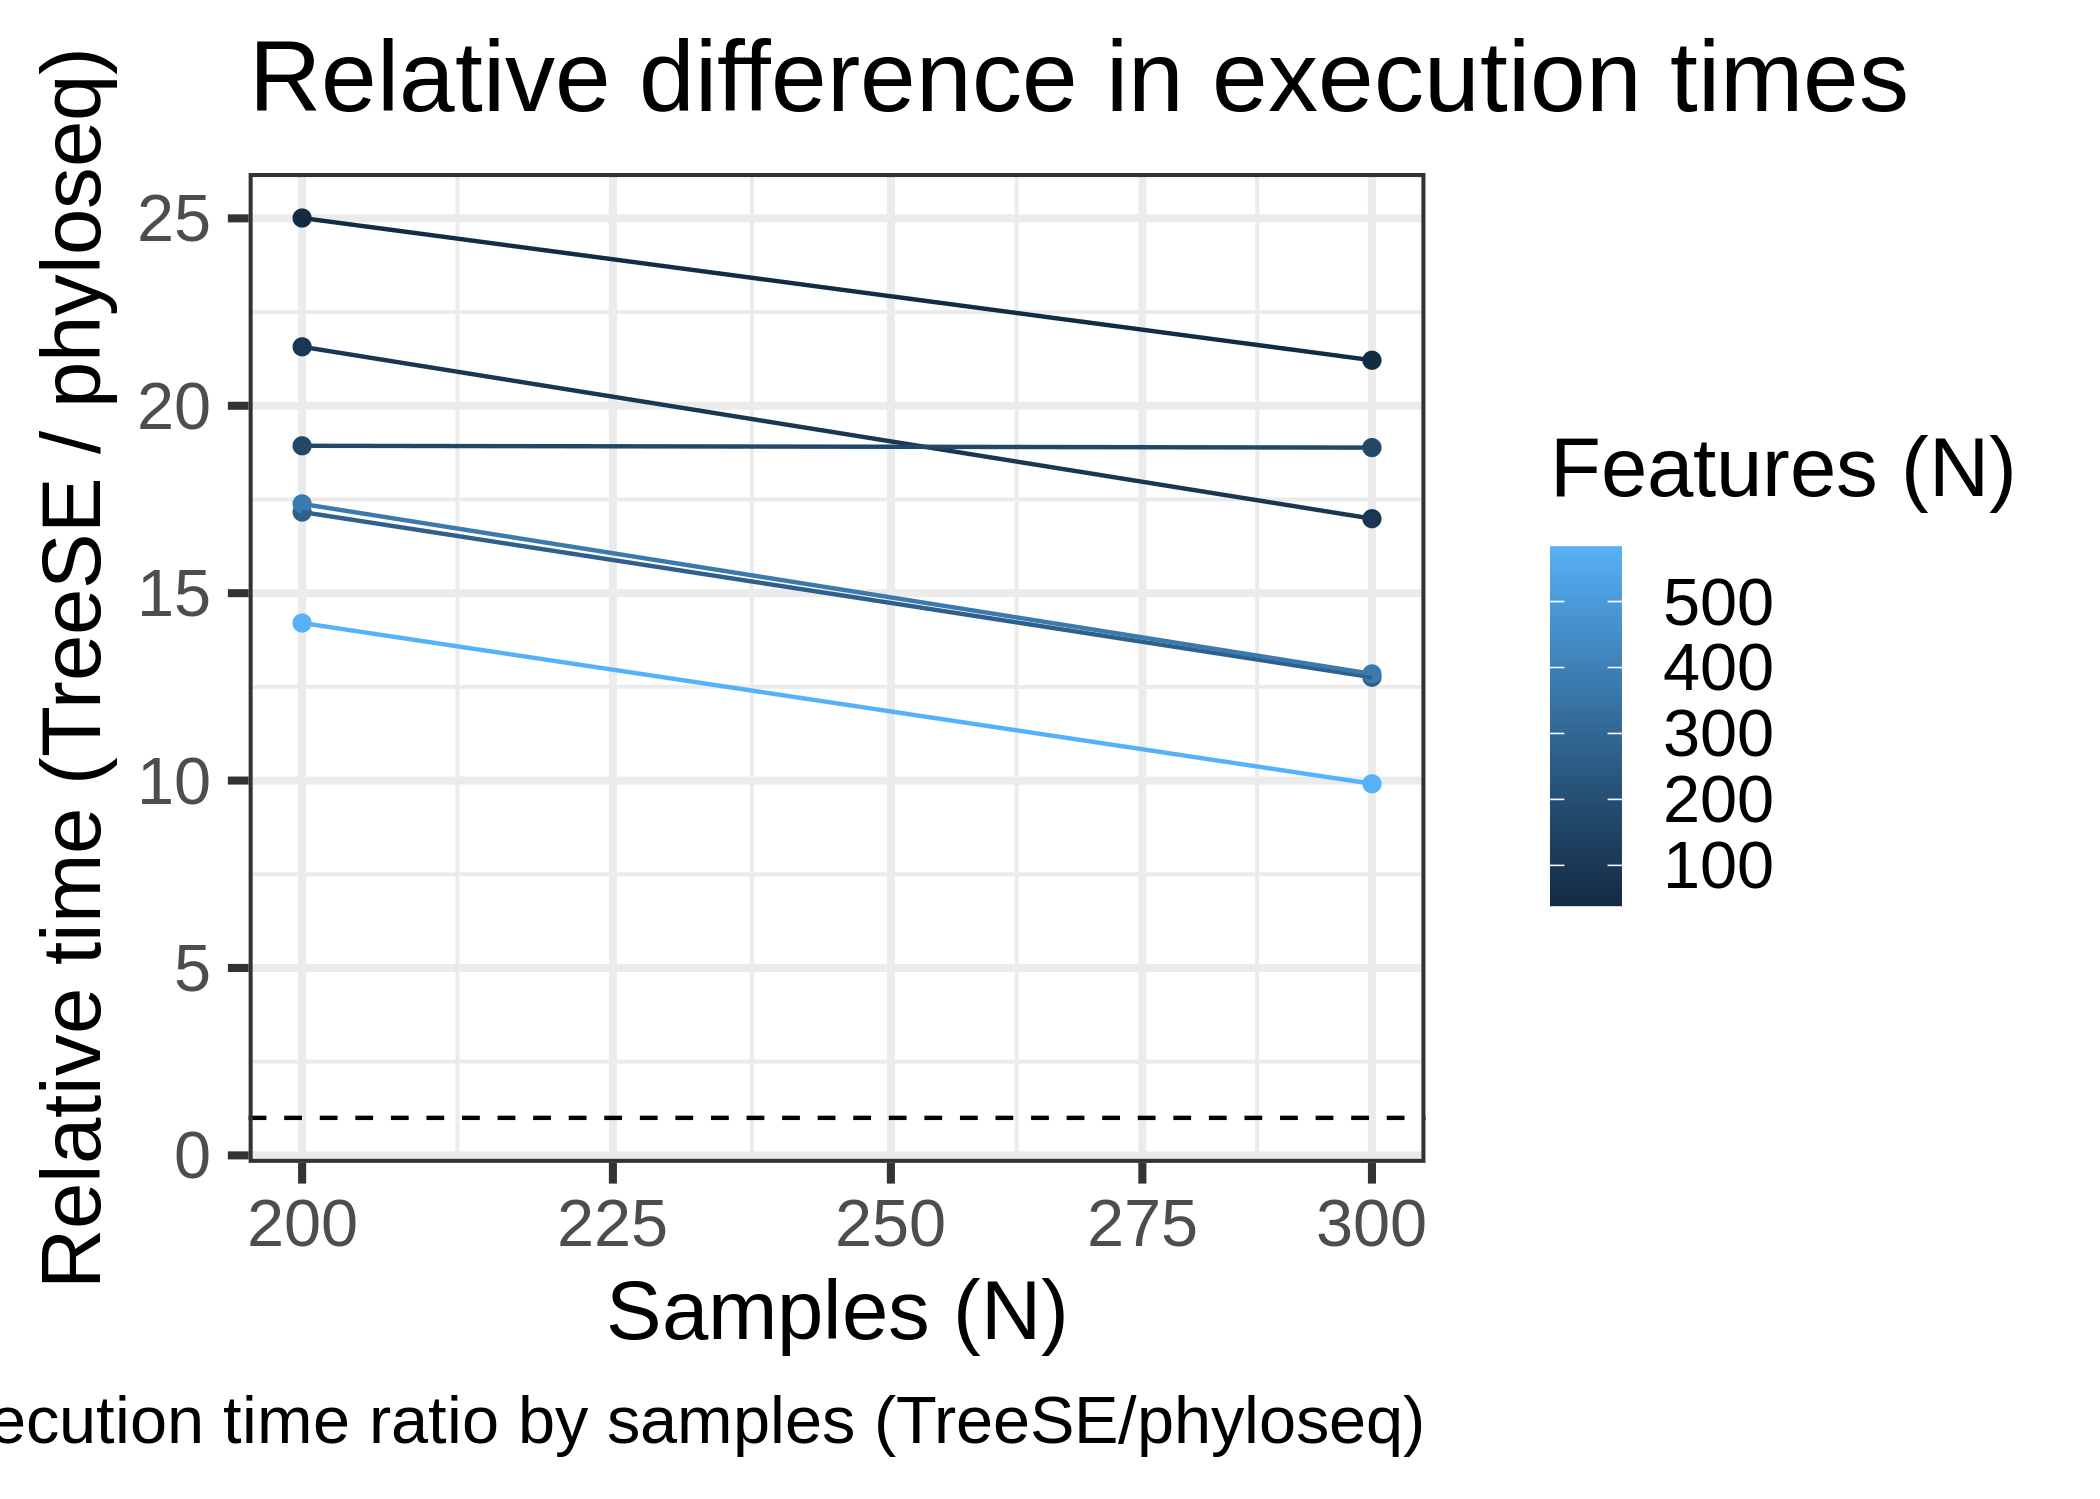 Relative difference in execution times
Relative time (TreeSE / phyloseq)
25
20
15
10
5
0
200 225 250 275 300
Samples (N)
Features (N)
500
400
300
200
100
ecution time ratio by samples (TreeSE/phyloseq)